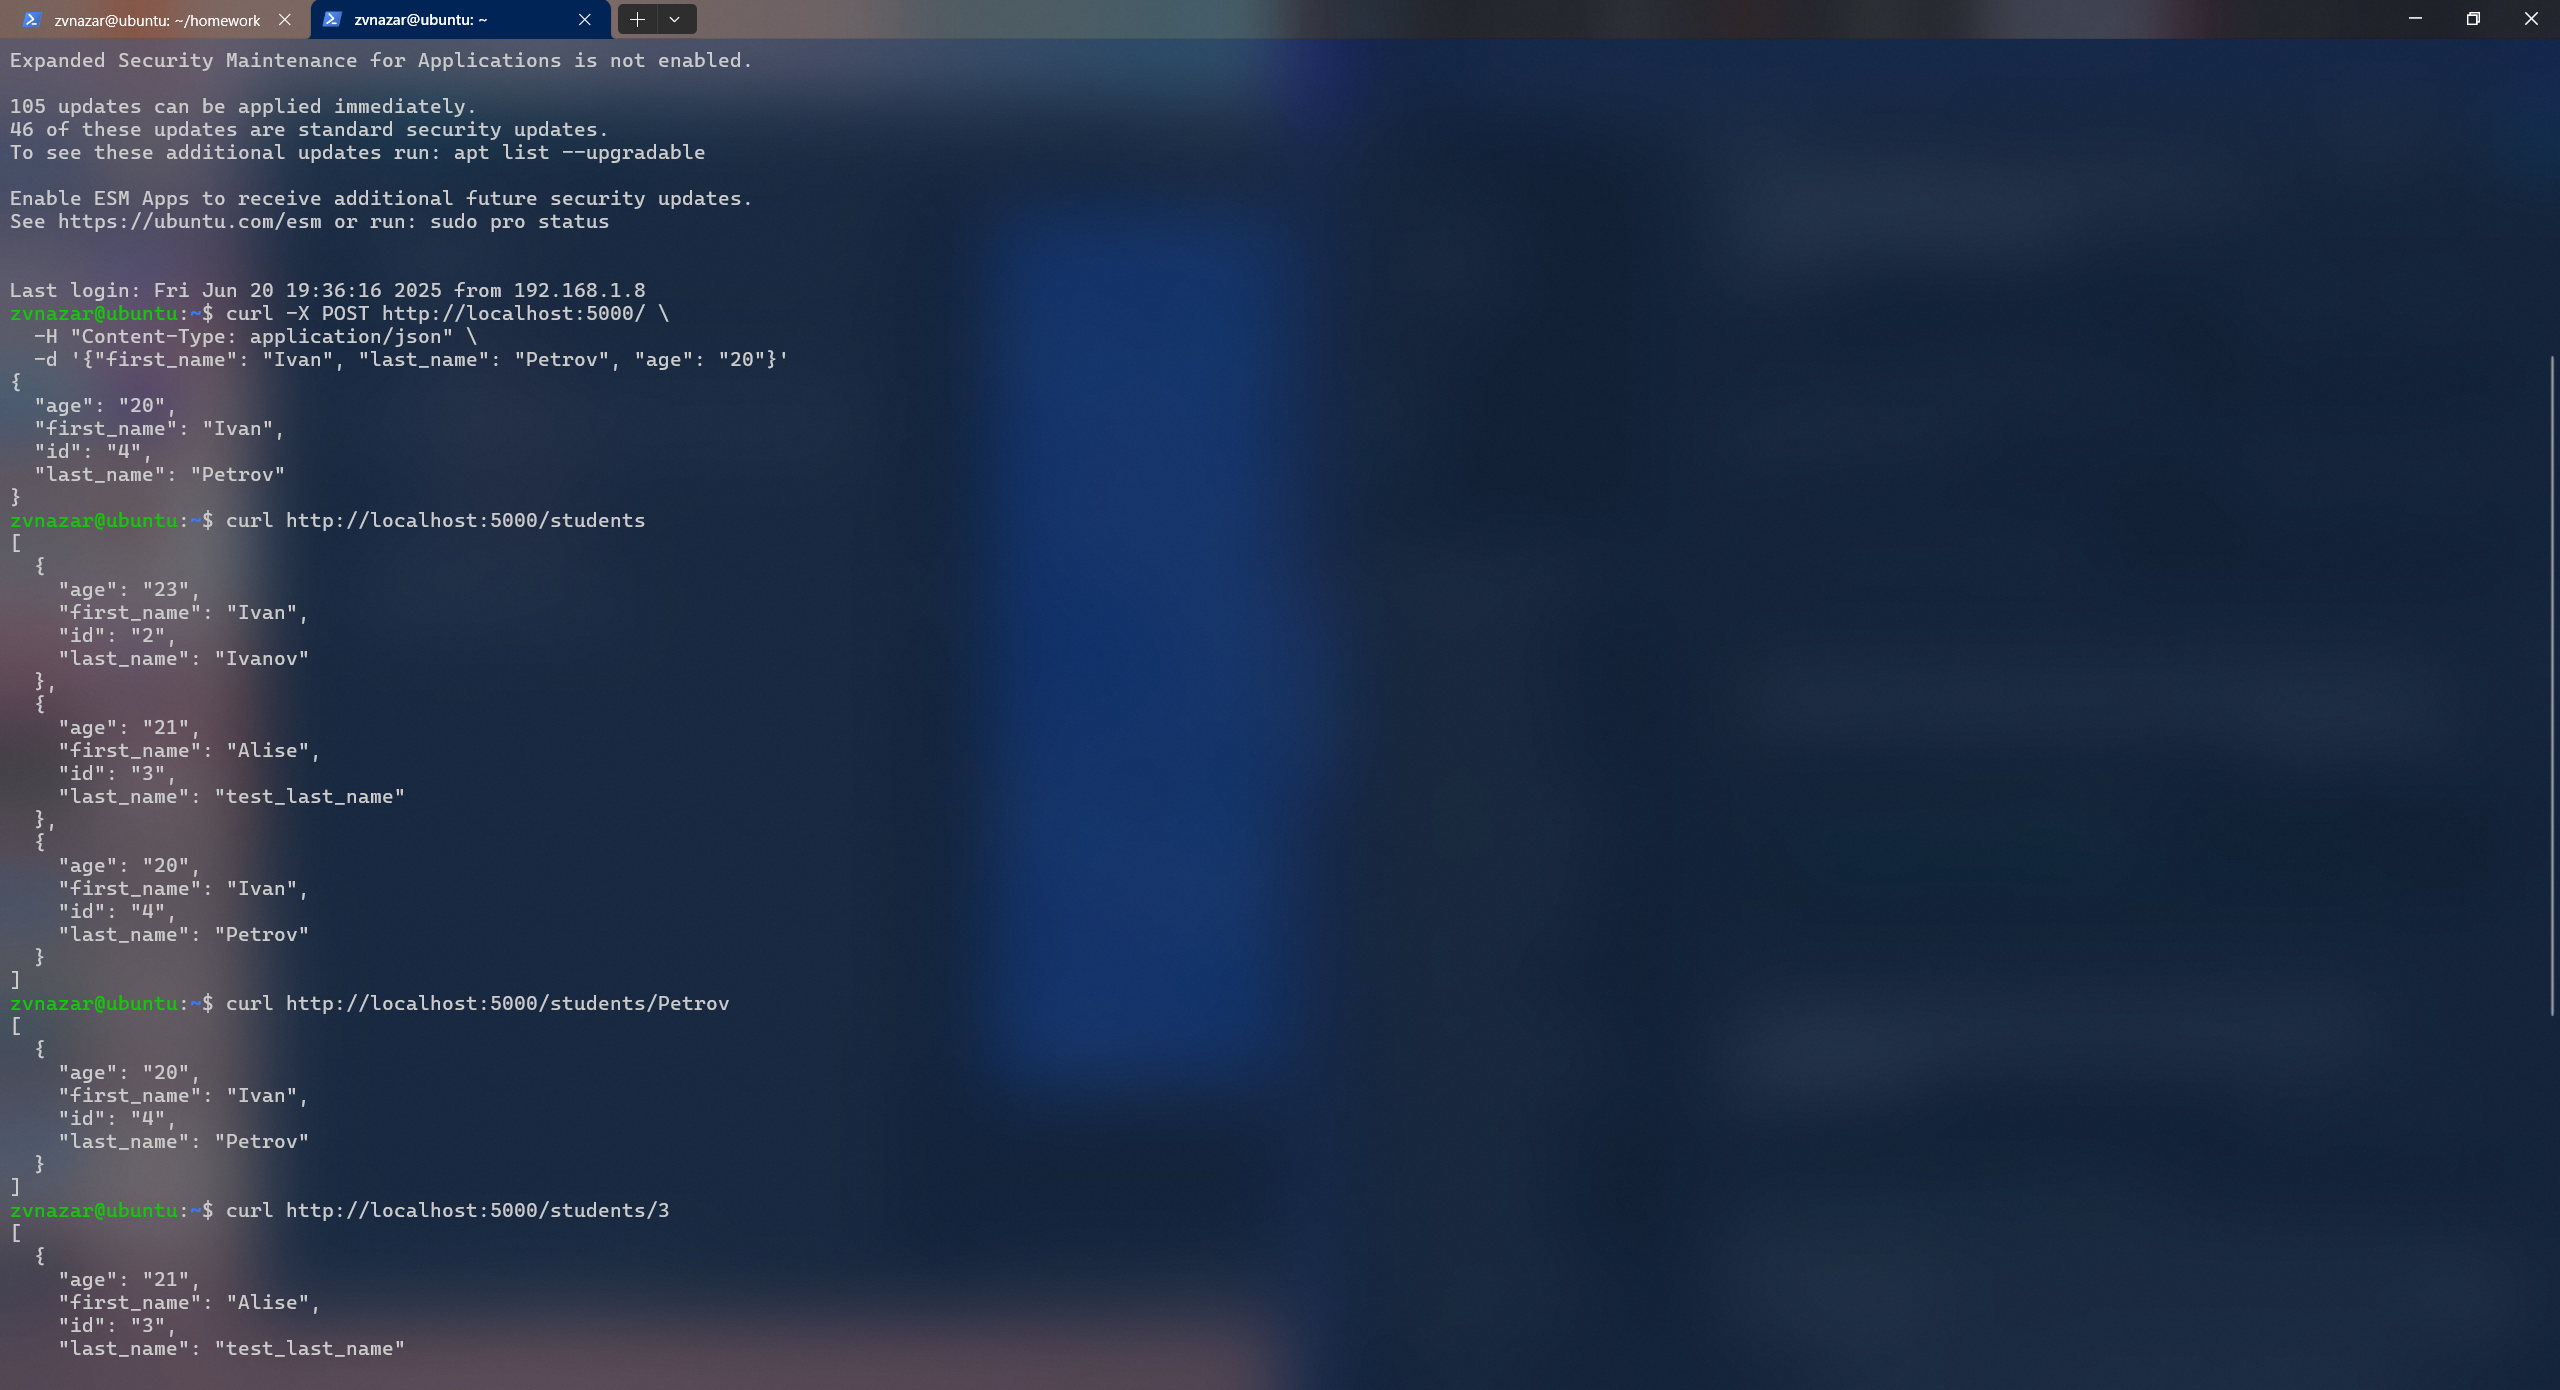 zvnazar@ubuntu: ~/homework
zvnazar@ubuntu: ~
Expanded Security Maintenance for Applications is not enabled.
105 updates can be applied immediately.
46 of these updates are standard security updates.
To see these additional updates run: apt list --upgradable
Enable ESM Apps to receive additional future security updates.
See https://ubuntu.com/esm or run: sudo pro status
Last login: Fri Jun 20 19:36:16 2025 from 192.168.1.8
zvnazar@ubuntu:~$ curl -X POST http://localhost:5000/ \
  -H "Content-Type: application/json" \
  -d '{"first_name": "Ivan", "last_name": "Petrov", "age": "20"}'
{
  "age": "20",
  "first_name": "Ivan",
  "id": "4",
  "last_name": "Petrov"
}
zvnazar@ubuntu:~$ curl http://localhost:5000/students
[
  {
    "age": "23",
    "first_name": "Ivan",
    "id": "2",
    "last_name": "Ivanov"
  },
  {
    "age": "21",
    "first_name": "Alise",
    "id": "3",
    "last_name": "test_last_name"
  },
  {
    "age": "20",
    "first_name": "Ivan",
    "id": "4",
    "last_name": "Petrov"
  }
]
zvnazar@ubuntu:~$ curl http://localhost:5000/students/Petrov
[
  {
    "age": "20",
    "first_name": "Ivan",
    "id": "4",
    "last_name": "Petrov"
  }
]
zvnazar@ubuntu:~$ curl http://localhost:5000/students/3
[
  {
    "age": "21",
    "first_name": "Alise",
    "id": "3",
    "last_name": "test_last_name"